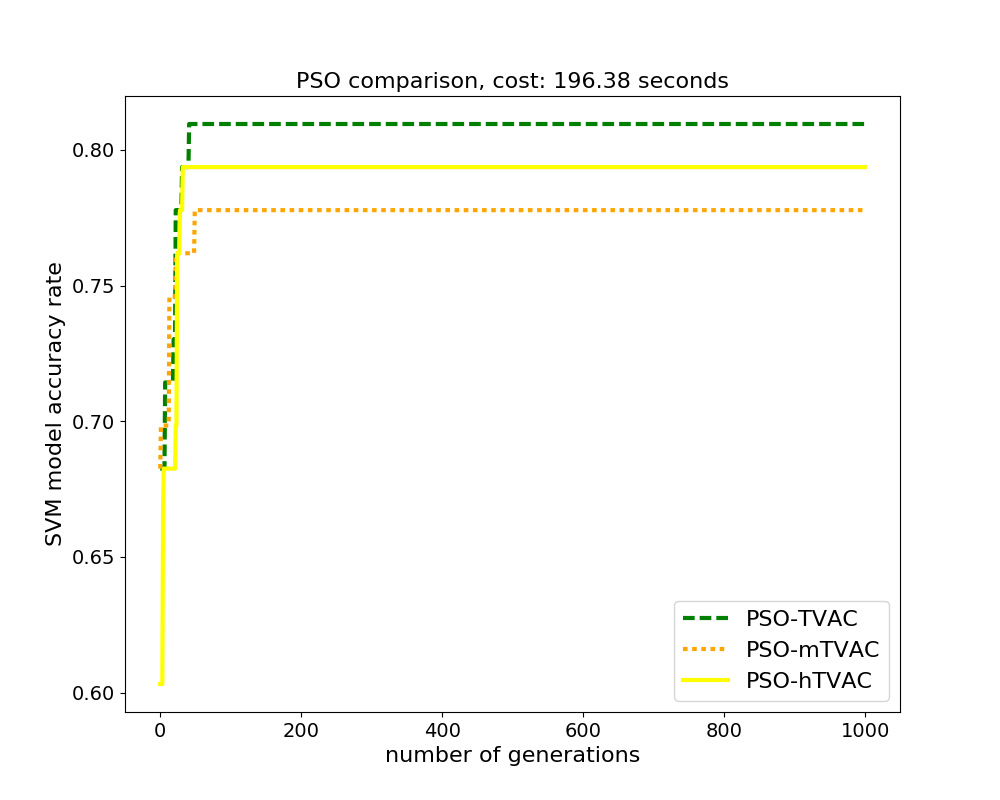 PSO comparison, cost: 196.38 seconds
SVM model accuracy rate
0.80
0.75
0.70
0.65
0.60
0 200 400 600 800 1000
number of generations
PSO-TVAC
PSO-mTVAC
PSO-hTVAC